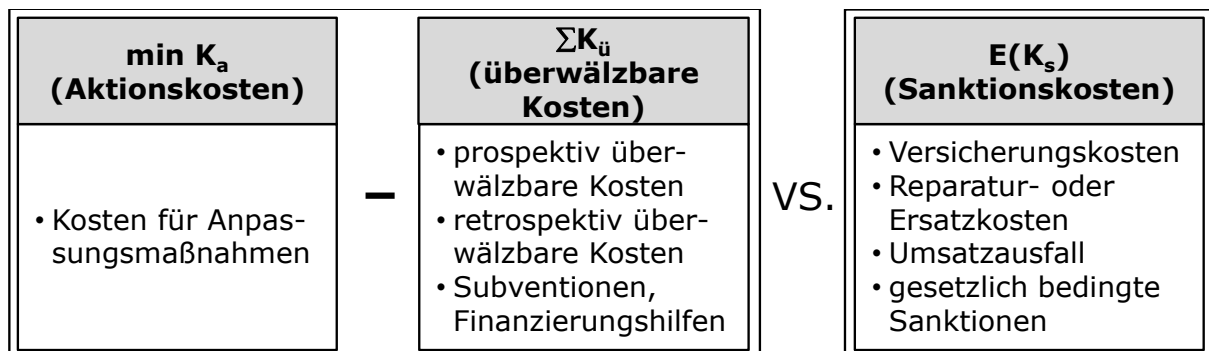 min Ka
(Aktionskosten)
• Kosten für Anpas-
sungsmaßnahmen
–
ΣKü
(überwälzbare
Kosten)
• prospektiv über-
wälzbare Kosten
• retrospektiv über-
wälzbare Kosten
• Subventionen,
Finanzierungshilfen
VS.
E(Ks)
(Sanktionskosten)
• Versicherungskosten
• Reparatur- oder
Ersatzkosten
• Umsatzausfall
• gesetzlich bedingte
Sanktionen